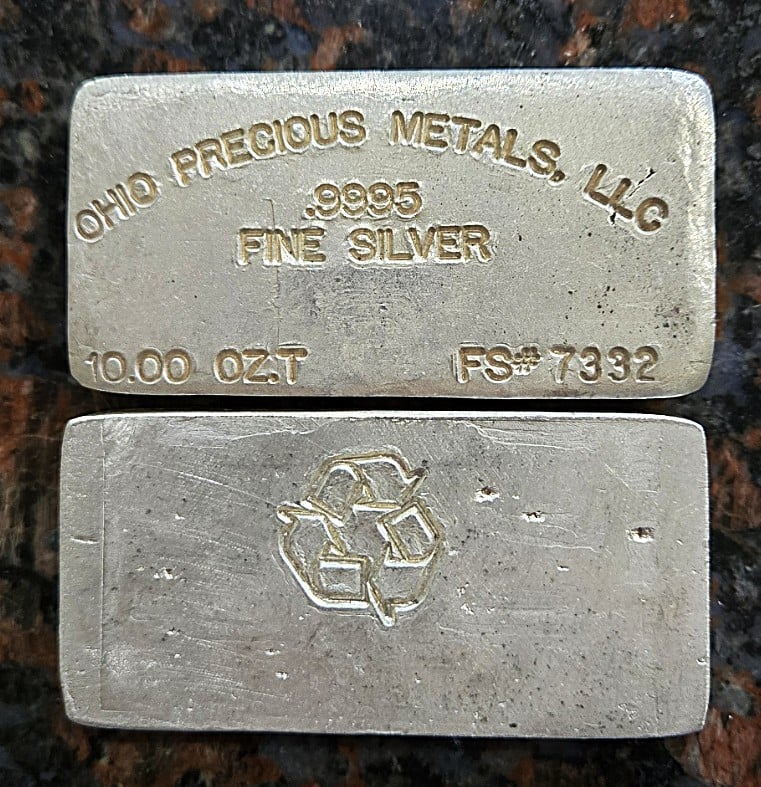 OHIO PRECIOUS METALS, LLC
.9995
FINE SILVER
10.00 OZ.T FS# 7332